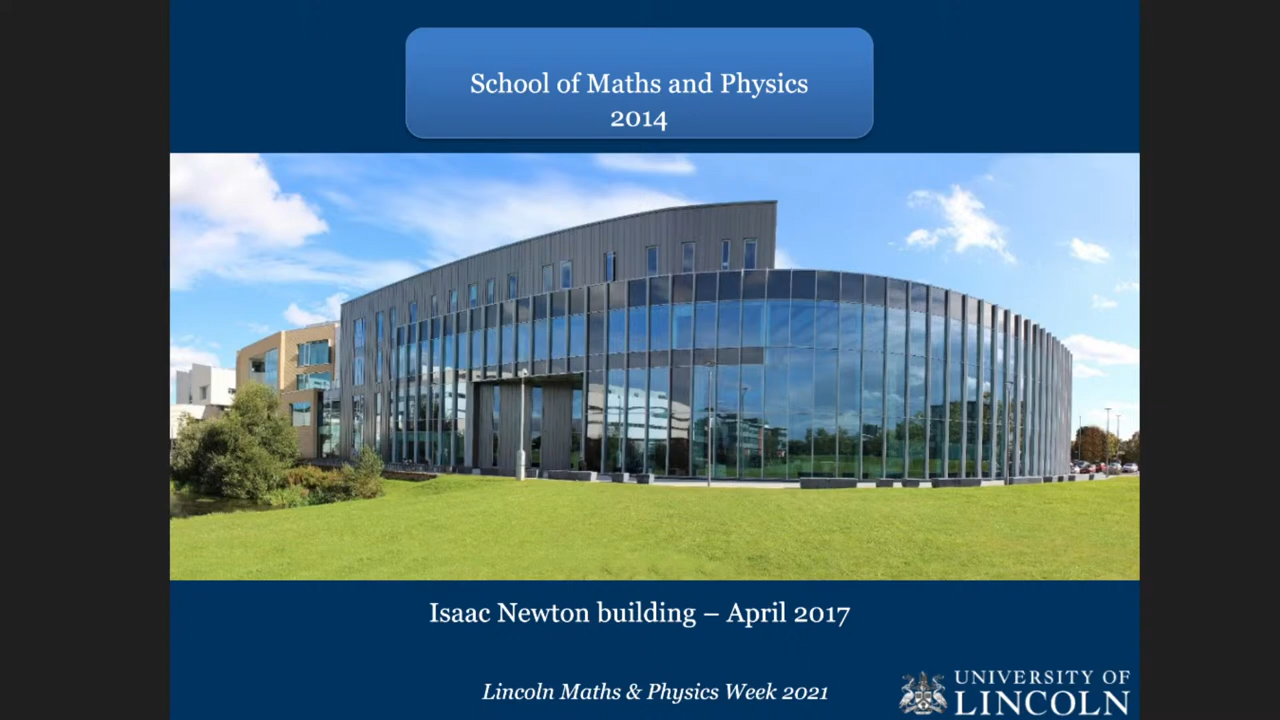 School of Maths and Physics
2014
Isaac Newton building – April 2017
Lincoln Maths & Physics Week 2021
UNIVERSITY OF
LINCOLN